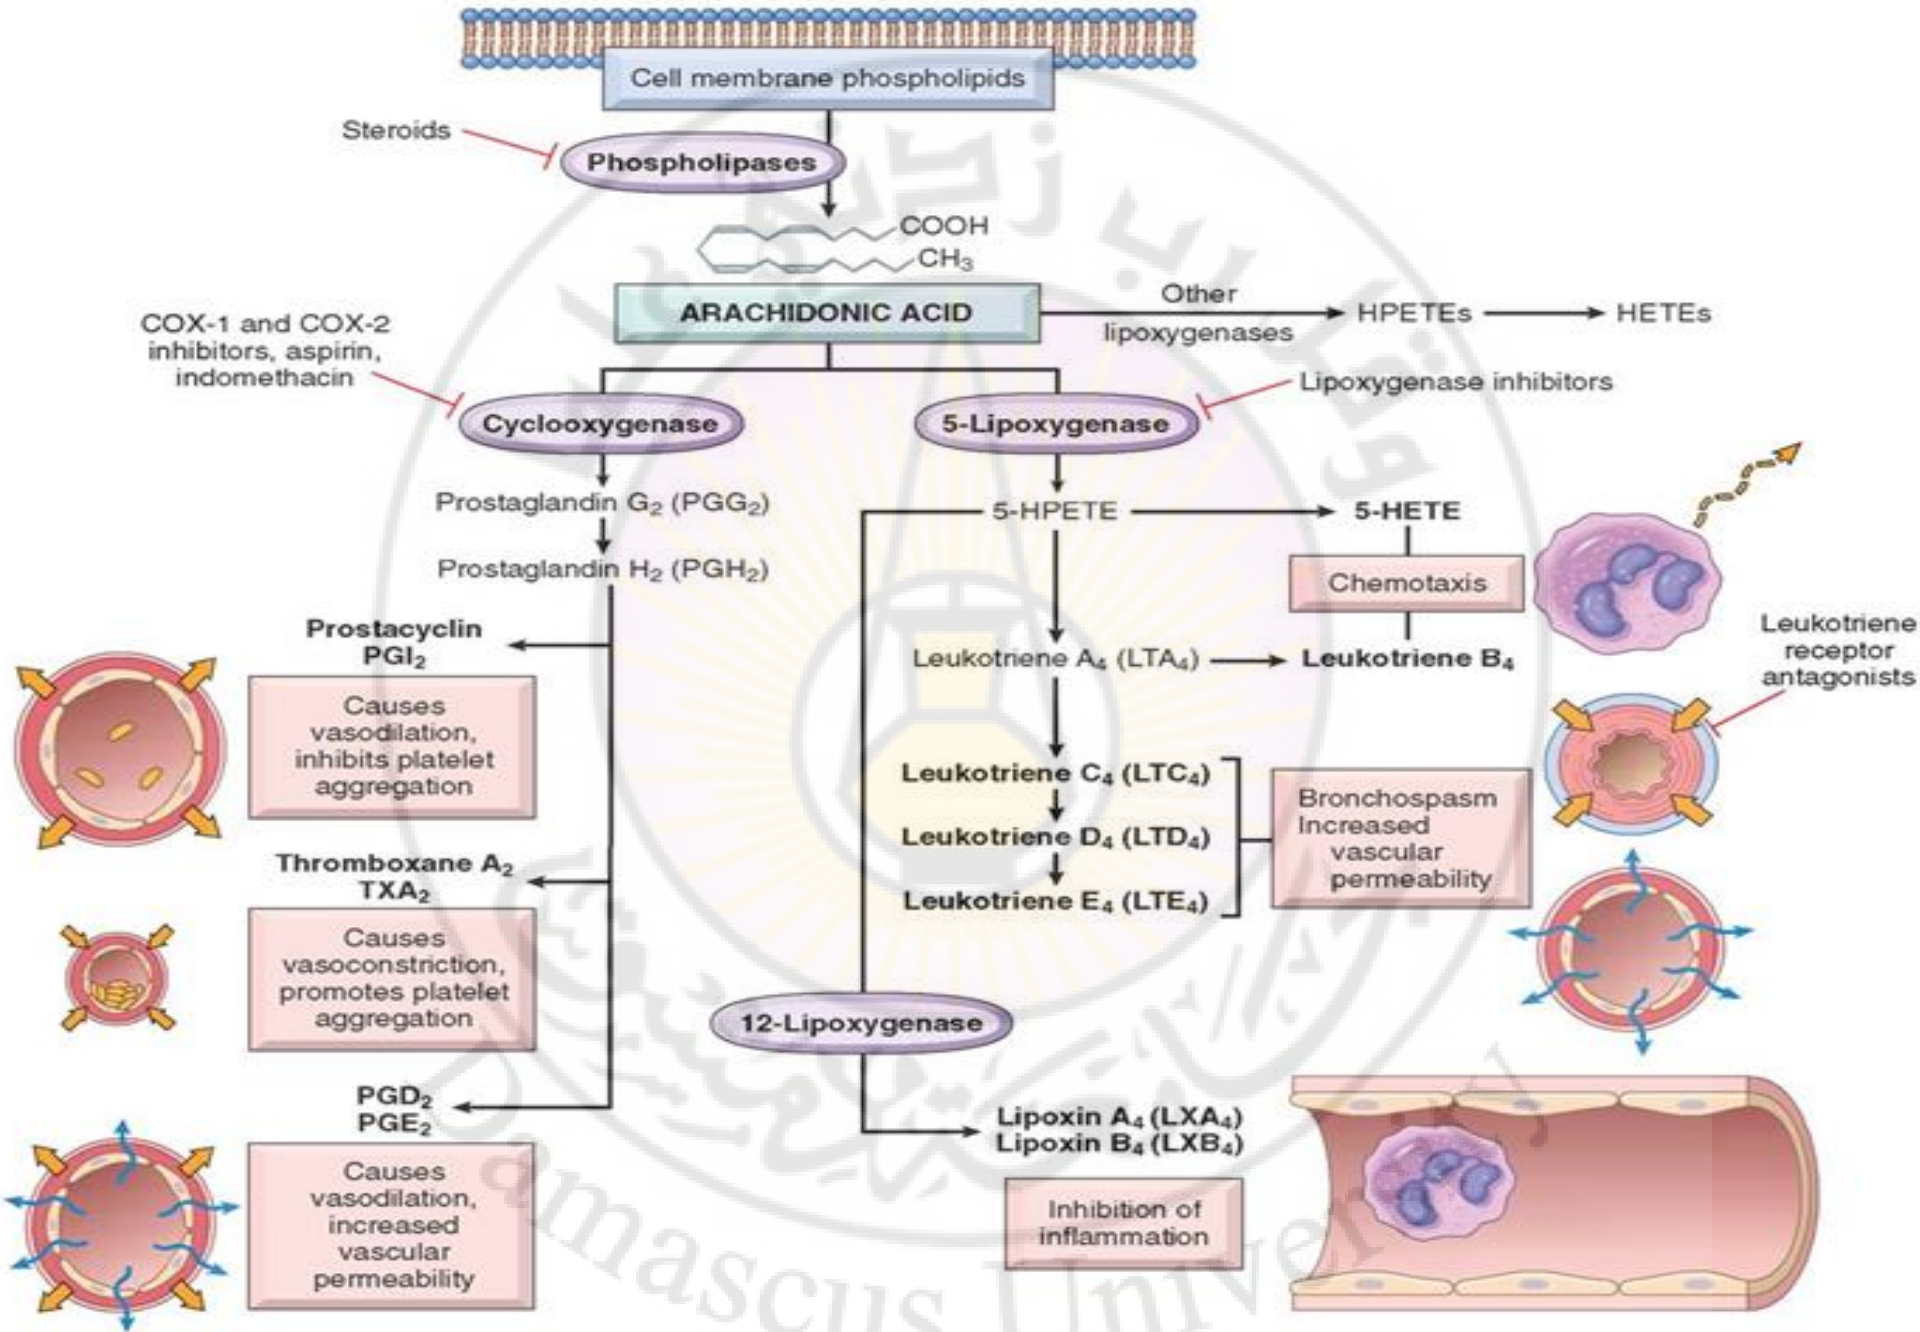 Cell membrane phospholipids
Steroids
Phospholipases
COOH
CH₃
ARACHIDONIC ACID
Other
lipoxygenases
HPETEs
HETEs
COX-1 and COX-2
inhibitors, aspirin,
indomethacin
Lipoxygenase inhibitors
Cyclooxygenase
5-Lipoxygenase
Prostaglandin G₂ (PGG₂)
5-HPETE
5-HETE
Prostaglandin H₂ (PGH₂)
Chemotaxis
Prostacyclin
PGI₂
Leukotriene A₄ (LTA₄)
Leukotriene B₄
Leukotriene
receptor
antagonists
Causes
vasodilation,
inhibits platelet
aggregation
Leukotriene C₄ (LTC₄)
Leukotriene D₄ (LTD₄)
Leukotriene E₄ (LTE₄)
Bronchospasm
Increased
vascular
permeability
Thromboxane A₂
TXA₂
Causes
vasoconstriction,
promotes platelet
aggregation
12-Lipoxygenase
PGD₂
PGE₂
Lipoxin A₄ (LXA₄)
Lipoxin B₄ (LXB₄)
Causes
vasodilation,
increased
vascular
permeability
Inhibition of
inflammation
Damascus University